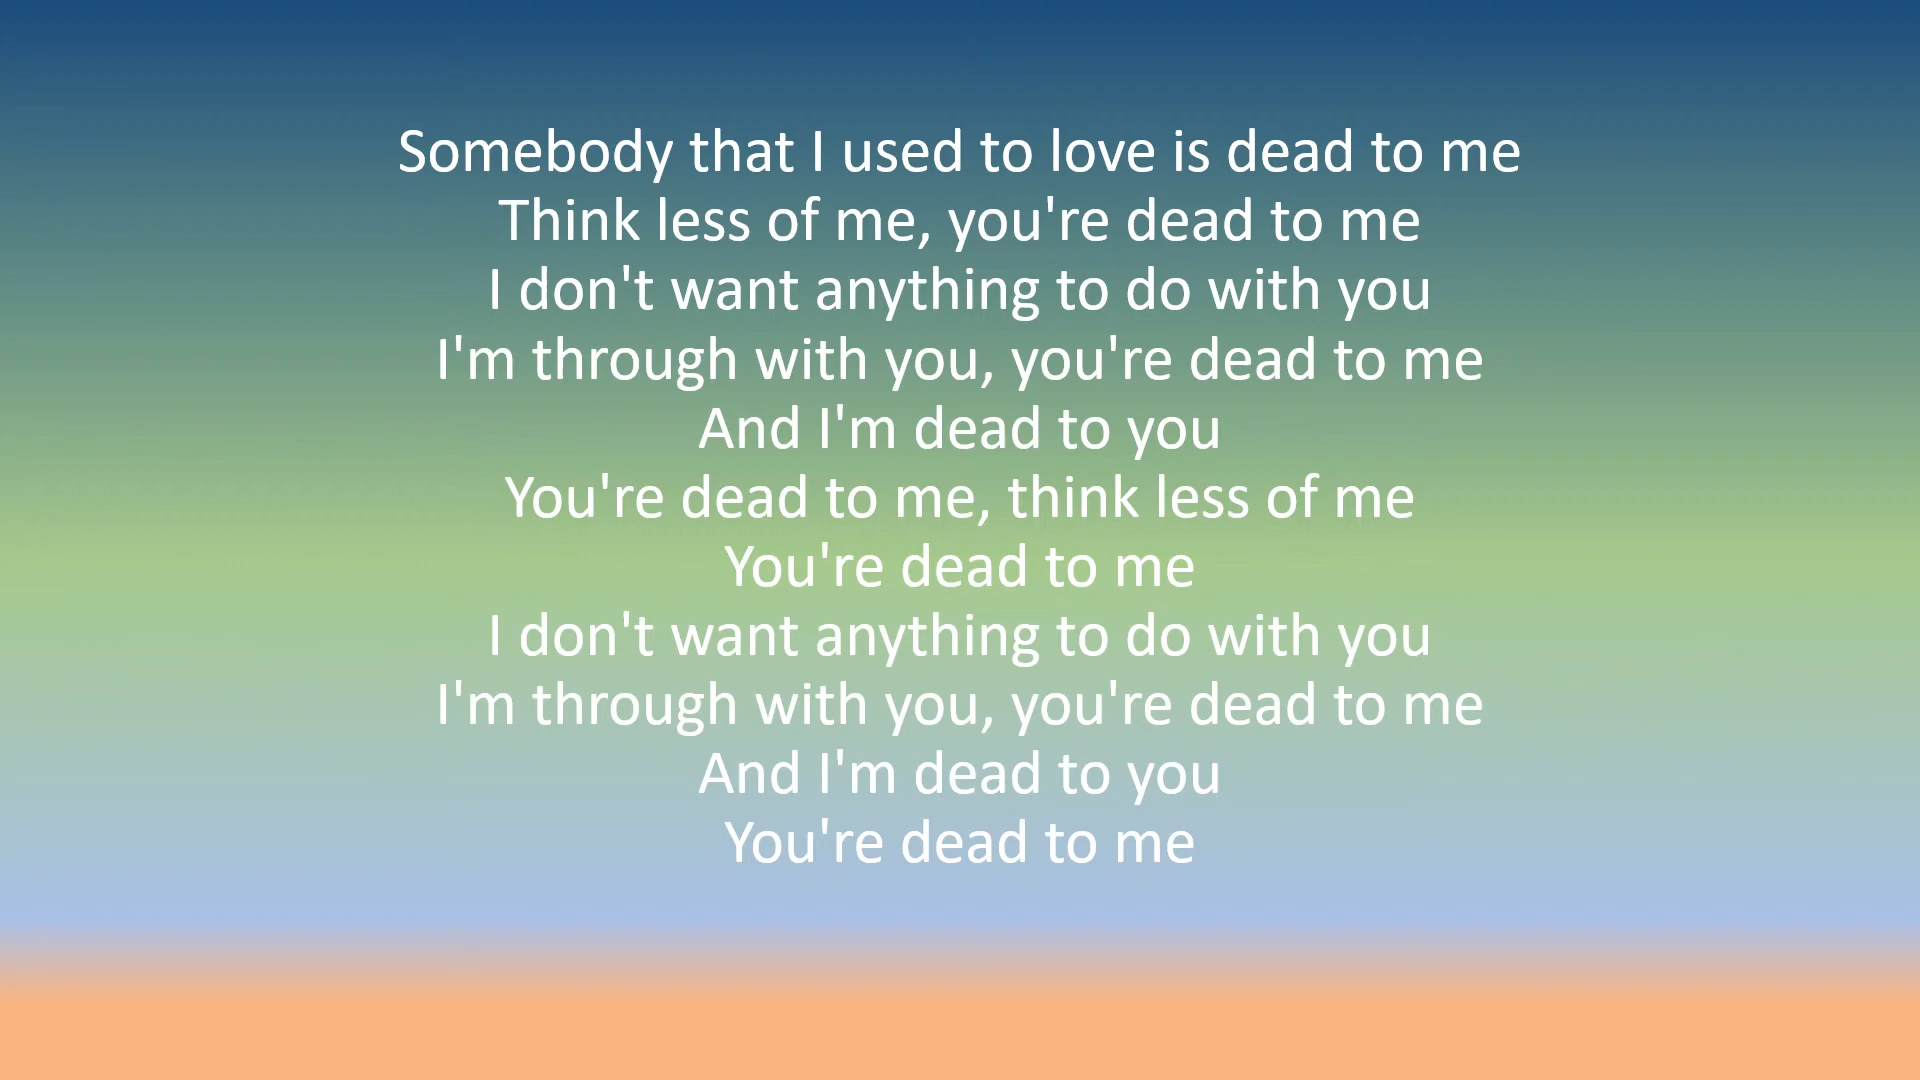 Somebody that I used to love is dead to me
Think less of me, you're dead to me
I don't want anything to do with you
I'm through with you, you're dead to me
And I'm dead to you
You're dead to me, think less of me
You're dead to me
I don't want anything to do with you
I'm through with you, you're dead to me
And I'm dead to you
You're dead to me